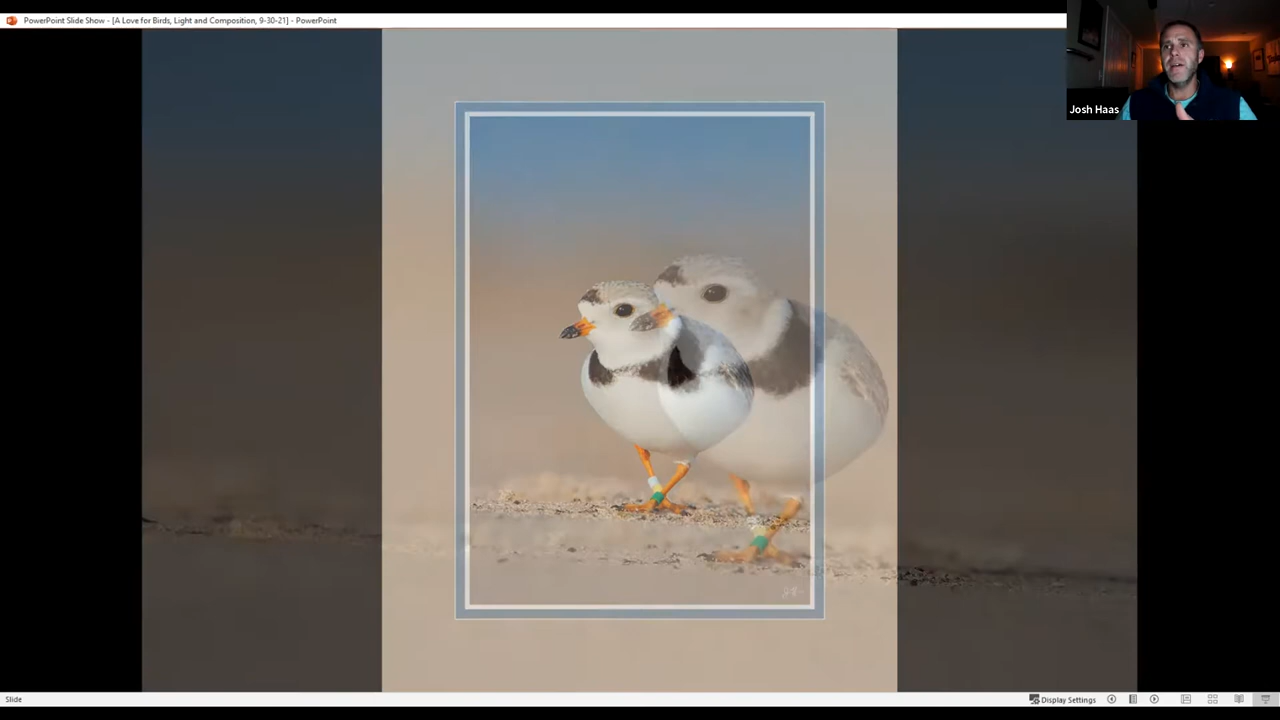 PowerPoint Slide Show - [A Love for Birds, Light and Composition, 9-30-21] - PowerPoint
Josh Haas
Slide
Display Settings